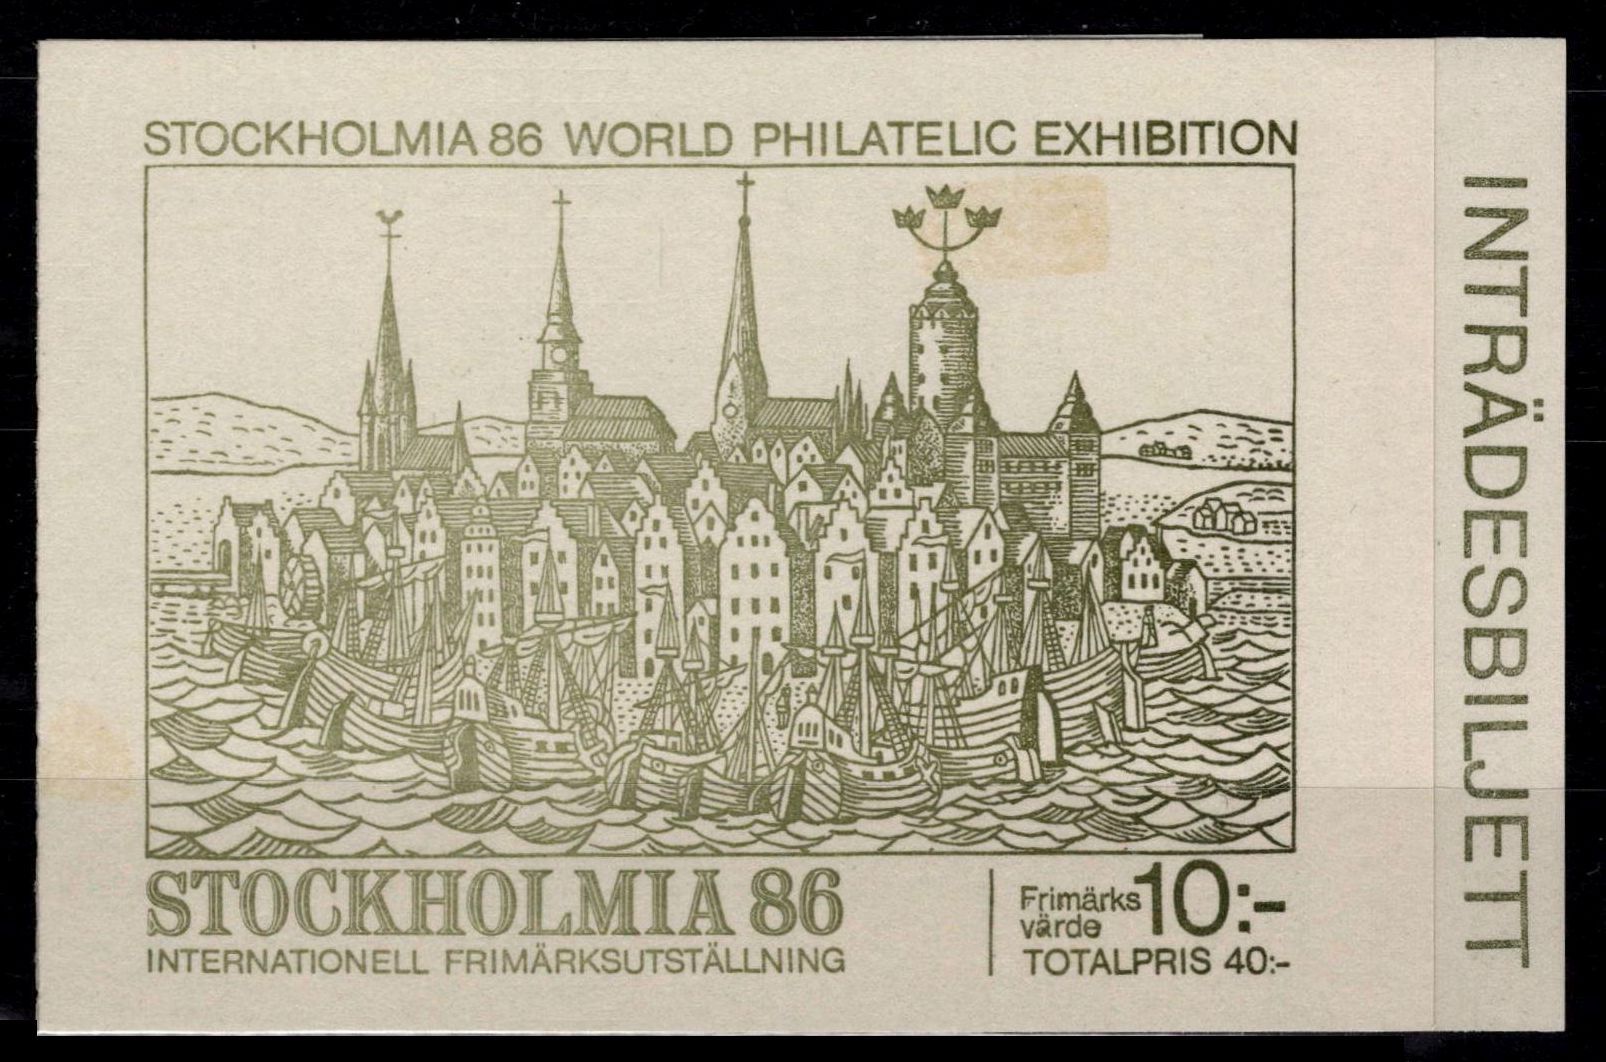 STOCKHOLMIA 86 WORLD PHILATELIC EXHIBITION
STOCKHOLMIA 86
INTERNATIONELL FRIMÄRKSUTSTÄLLNING
Frimärks
värde 10:-
TOTALPRIS 40:-
INTRÄDESBILJETT